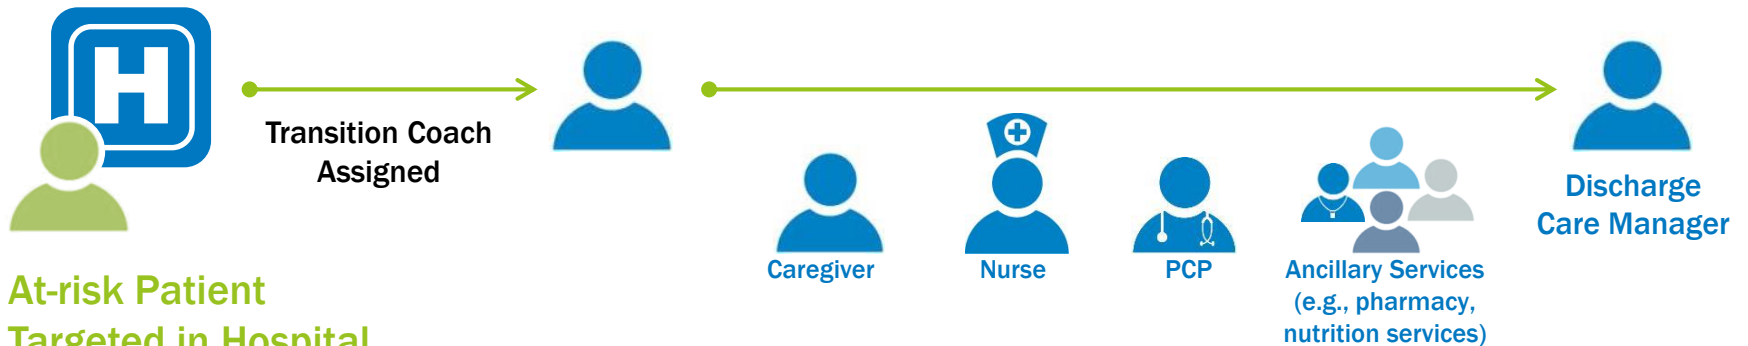 H
Transition Coach
Assigned
Caregiver
Nurse
PCP
Ancillary Services
(e.g., pharmacy,
nutrition services)
Discharge
Care Manager
At-risk Patient
Targeted in Hospital